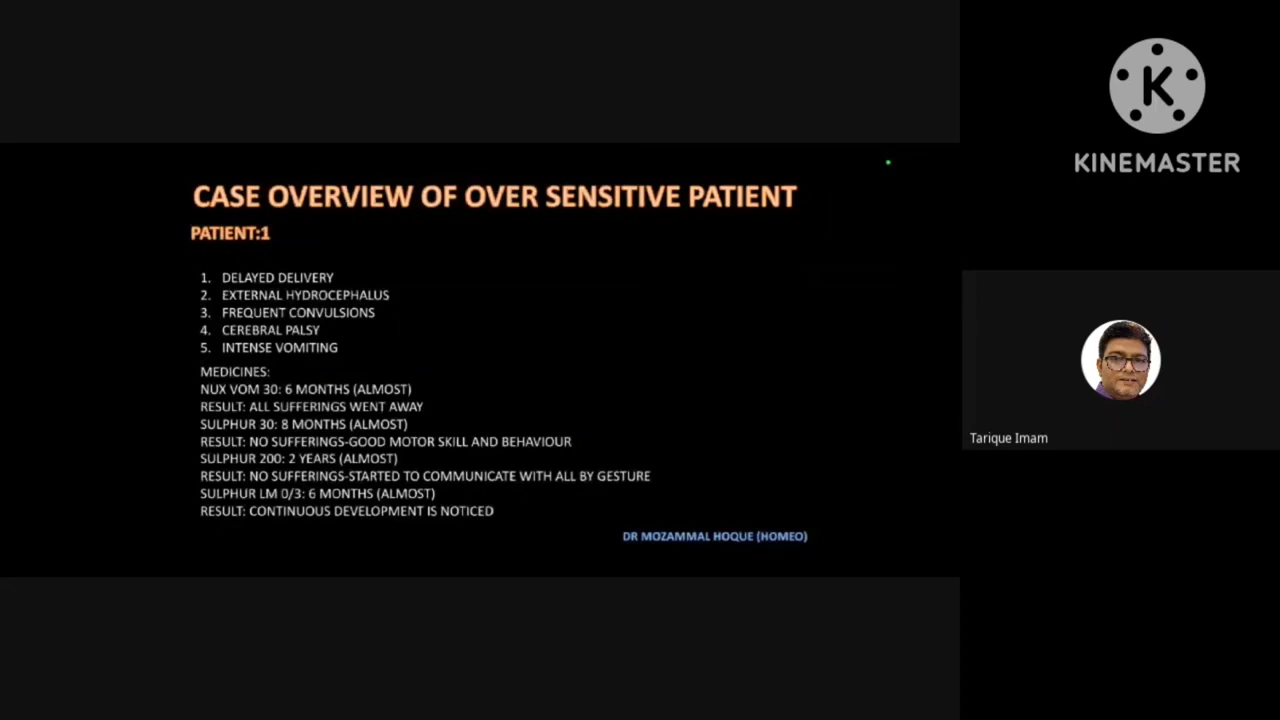 CASE OVERVIEW OF OVER SENSITIVE PATIENT
PATIENT:1
1. DELAYED DELIVERY
2. EXTERNAL HYDROCEPHALUS
3. FREQUENT CONVULSIONS
4. CEREBRAL PALSY
5. INTENSE VOMITING
MEDICINES:
NUX VOM 30: 6 MONTHS (ALMOST)
RESULT: ALL SUFFERINGS WENT AWAY
SULPHUR 30: 8 MONTHS (ALMOST)
RESULT: NO SUFFERINGS-GOOD MOTOR SKILL AND BEHAVIOUR
SULPHUR 200: 2 YEARS (ALMOST)
RESULT: NO SUFFERINGS-STARTED TO COMMUNICATE WITH ALL BY GESTURE
SULPHUR LM 0/3: 6 MONTHS (ALMOST)
RESULT: CONTINUOUS DEVELOPMENT IS NOTICED
DR MOZAMMAL HOQUE (HOMEO)
K
KINEMASTER
Tarique Imam